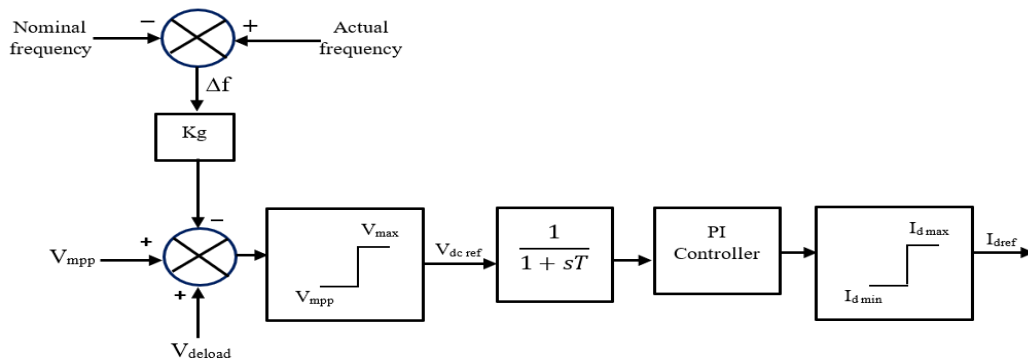 Nominal
frequency
−
+
Actual
frequency
Δf
Kg
−
V_mpp
+
+
V_deload
V_max
V_mpp
V_dc ref
1
1 + sT
PI
Controller
I_d max
I_d min
I_dref